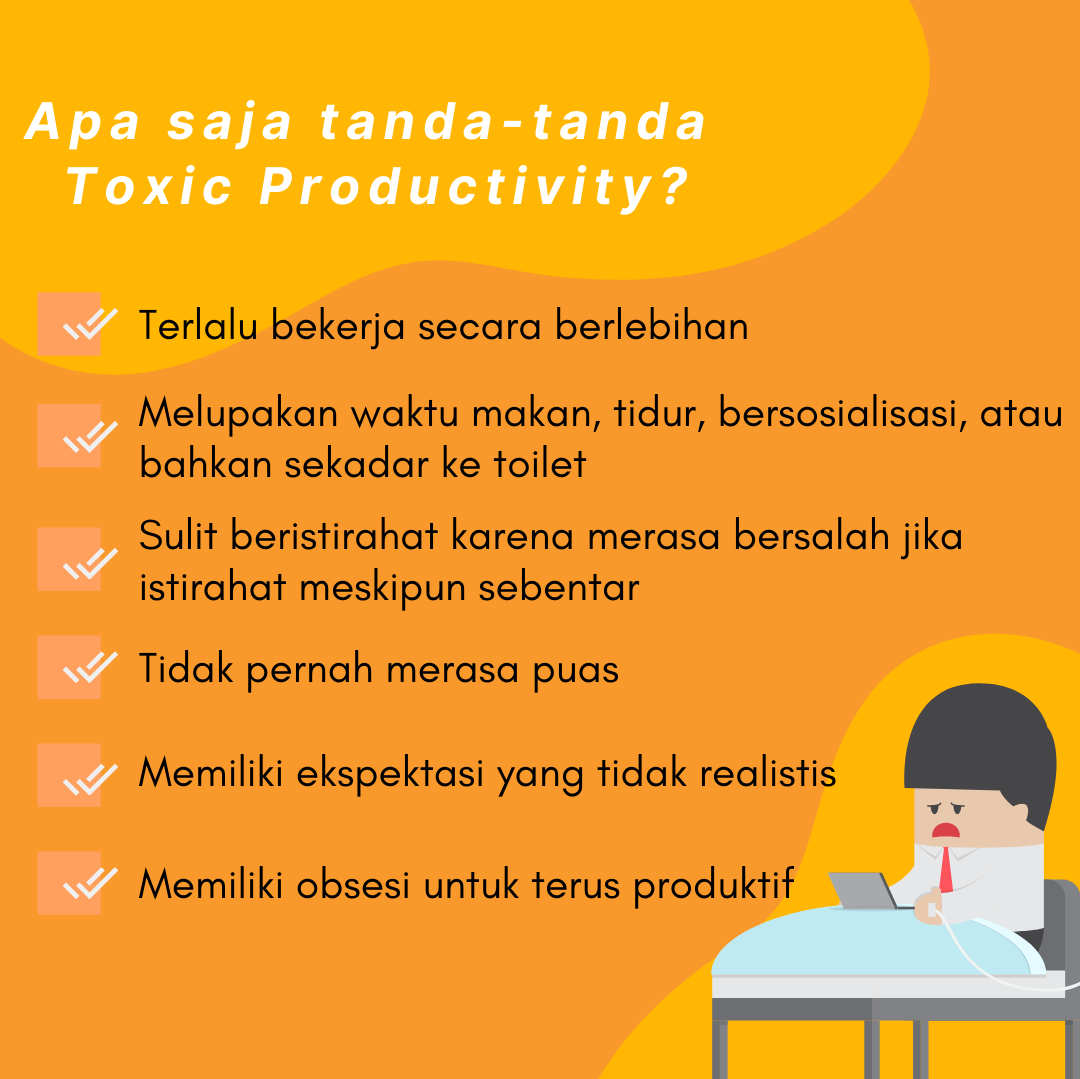 Apa saja tanda-tanda
Toxic Productivity?
Terlalu bekerja secara berlebihan
Melupakan waktu makan, tidur, bersosialisasi, atau
bahkan sekadar ke toilet
Sulit beristirahat karena merasa bersalah jika
istirahat meskipun sebentar
Tidak pernah merasa puas
Memiliki ekspektasi yang tidak realistis
Memiliki obsesi untuk terus produktif